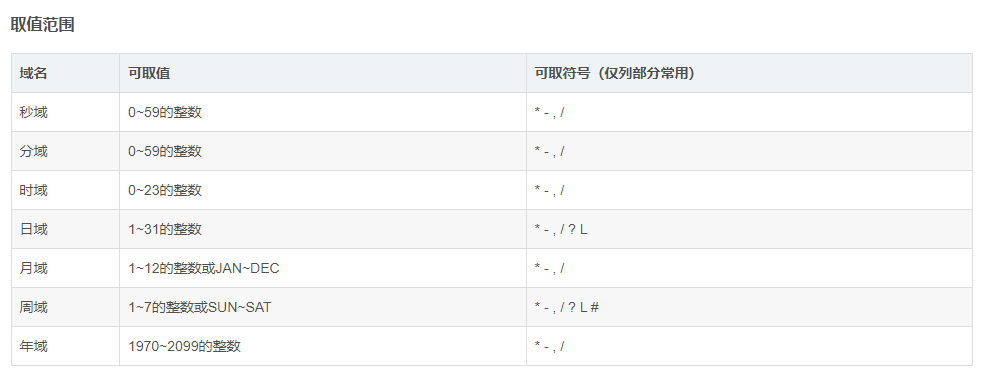 取值范围
域名 可取值 可取符号（仅列部分常用）
秒域 0~59的整数 * - , /
分域 0~59的整数 * - , /
时域 0~23的整数 * - , /
日域 1~31的整数 * - , / ? L
月域 1~12的整数或JAN~DEC * - , /
周域 1~7的整数或SUN~SAT * - , / ? L #
年域 1970~2099的整数 * - , /